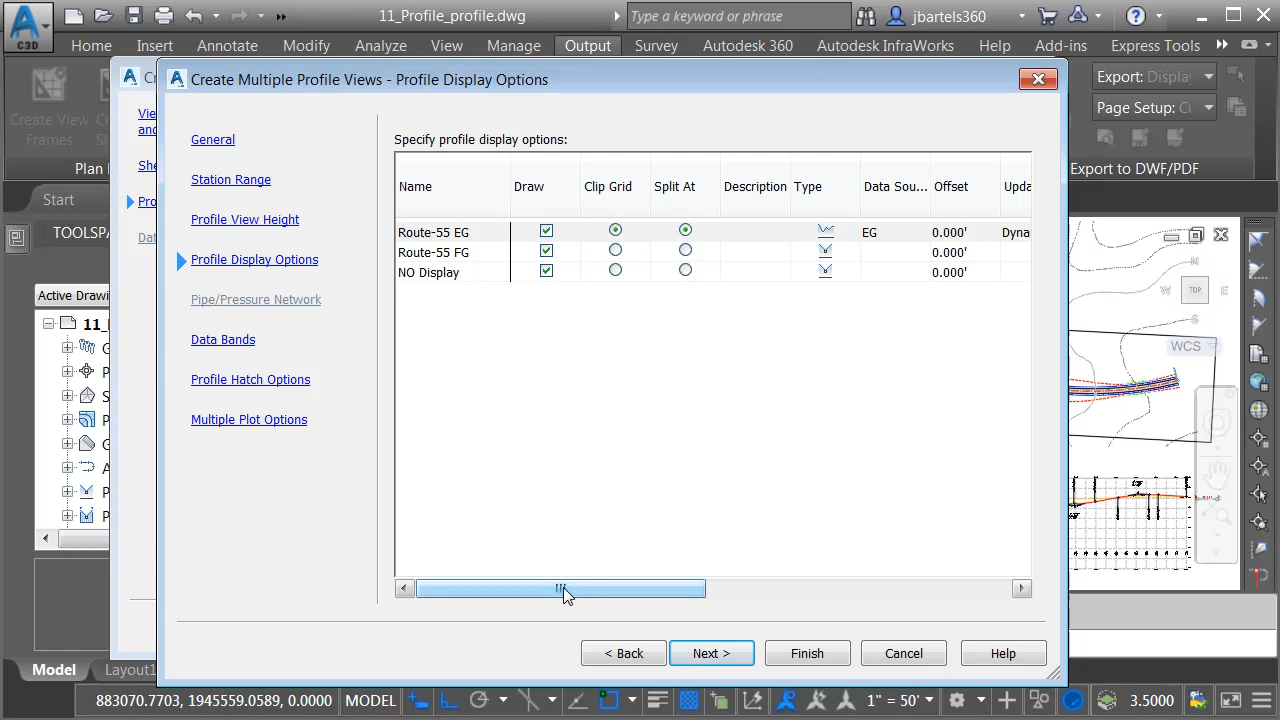 11_Profile_profile.dwg
Type a keyword or phrase
jbartels360
C3D
Home Insert Annotate Modify Analyze View Manage Output Survey Autodesk 360 Autodesk InfraWorks Help Add-ins Express Tools
Create View
Frames
Plan
Export: Displa
Page Setup:
Export to DWF/PDF
Start
TOOLSPA
Active Drawi
11_
Create Multiple Profile Views - Profile Display Options
General
Station Range
Profile View Height
Profile Display Options
Pipe/Pressure Network
Data Bands
Profile Hatch Options
Multiple Plot Options
Specify profile display options:
Name Draw Clip Grid Split At Description Type Data Sou... Offset Upda
Route-55 EG EG 0.000' Dyna
Route-55 FG 0.000'
NO Display 0.000'
< Back Next > Finish Cancel Help
N
W TOP E
S
WCS
Model Layout1
883070.7703, 1945559.0589, 0.0000 MODEL 1" = 50' 3.5000